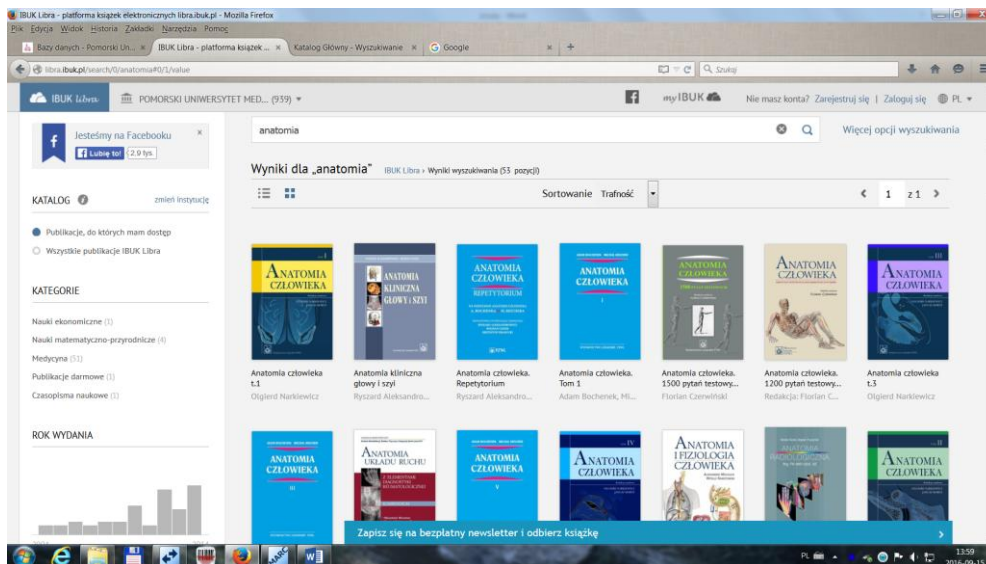 IBUK Libra - platforma książek elektronicznych libra.ibuk.pl - Mozilla Firefox
Plik Edycja Widok Historia Zakładki Narzędzia Pomoc
Bazy danych - Pomorski Un... × IBUK Libra - platforma książek ... × Katalog Główny - Wyszukiwanie × Google × +
libra.ibuk.pl/search/0/anatomia#0/1/value Szukaj
IBUK Libra POMORSKI UNIWERSYTET MED... (939) myIBUK Nie masz konta? Zarejestruj się | Zaloguj się PL
Jesteśmy na Facebooku ×
Lubię to! 2.9 tys.
anatomia Więcej opcji wyszukiwania
Wyniki dla „anatomia” IBUK Libra › Wyniki wyszukiwania (53 pozycji)
Sortowanie Trafność 1 z 1
KATALOG zmień instytucję
Publikacje, do których mam dostęp
Wszystkie publikacje IBUK Libra
KATEGORIE
Nauki ekonomiczne (1)
Nauki matematyczno-przyrodnicze (4)
Medycyna (51)
Publikacje darmowe (1)
Czasopisma naukowe (1)
ROK WYDANIA
I
ANATOMIA
CZŁOWIEKA
ANATOMIA
KLINICZNA
GŁOWY i SZYI
ANATOMIA
CZŁOWIEKA
REPETYTORIUM
ANATOMIA
CZŁOWIEKA
I
ANATOMIA
CZŁOWIEKA
ANATOMIA
CZŁOWIEKA
III
ANATOMIA
CZŁOWIEKA
Anatomia człowieka
t.1
Olgierd Narkiewicz
Anatomia kliniczna
głowy i szyi
Ryszard Aleksandro...
Anatomia człowieka.
Repetytorium
Ryszard Aleksandro...
Anatomia człowieka.
Tom 1
Adam Bochenek, Mi...
Anatomia człowieka.
1500 pytań testowy...
Florian Czerwiński
Anatomia człowieka.
1200 pytań testowy...
Redakcja: Florian C...
Anatomia człowieka
t.3
Olgierd Narkiewicz
ANATOMIA
CZŁOWIEKA
III
ANATOMIA
UKŁADU RUCHU
ANATOMIA
CZŁOWIEKA
V
IV
ANATOMIA
CZŁOWIEKA
ANATOMIA
I FIZJOLOGIA
CZŁOWIEKA
ANATOMIA
RADIOLOGICZNA
II
ANATOMIA
CZŁOWIEKA
Zapisz się na bezpłatny newsletter i odbierz książkę
PL 13:59
2016-09-15